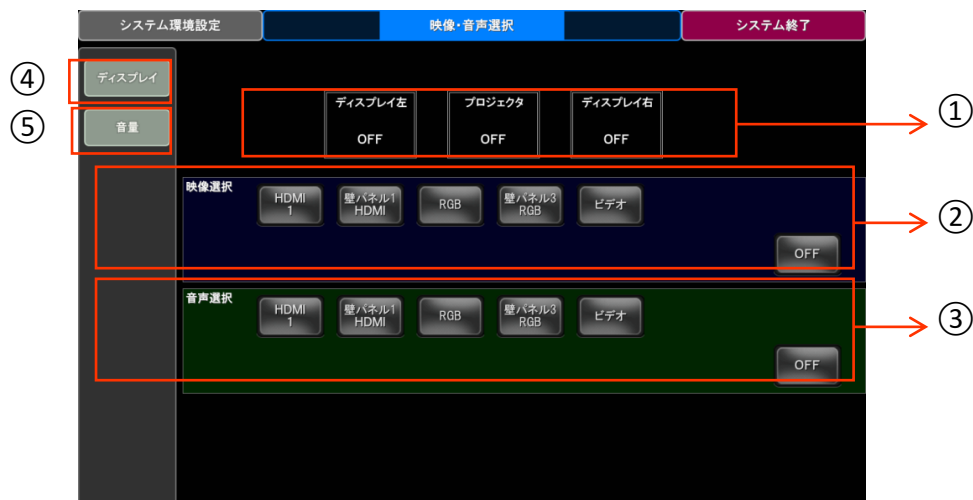 システム環境設定
映像・音声選択
システム終了
④
ディスプレイ
⑤
音量
ディスプレイ左
プロジェクタ
ディスプレイ右
OFF
OFF
OFF
①
映像選択
HDMI
1
壁パネル1
HDMI
RGB
壁パネル3
RGB
ビデオ
OFF
②
音声選択
HDMI
1
壁パネル1
HDMI
RGB
壁パネル3
RGB
ビデオ
OFF
③